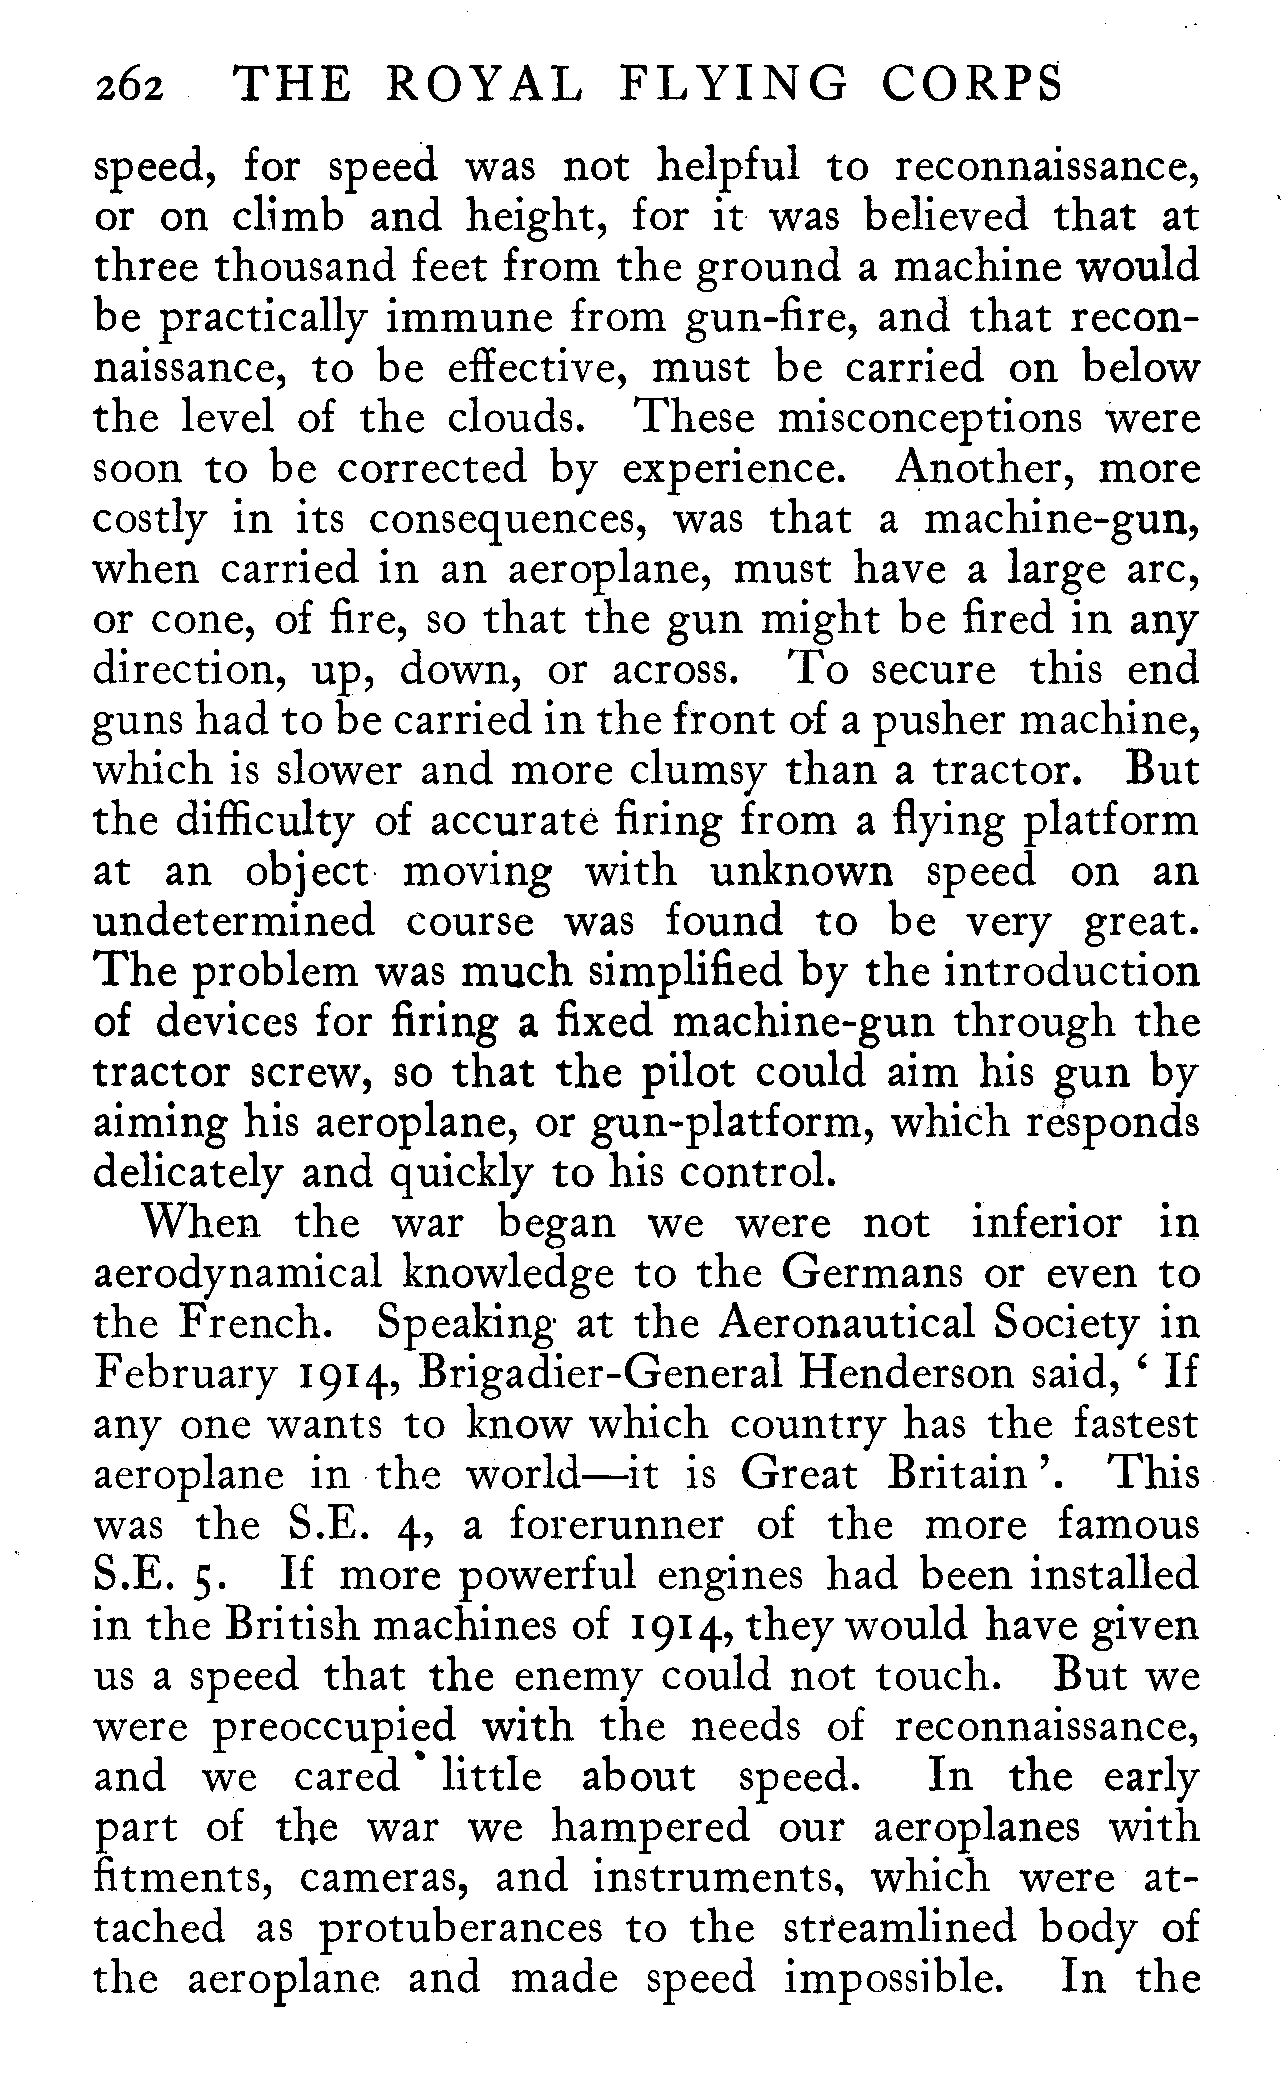 262 THE ROYAL FLYING CORPS
speed, for speed was not helpful to reconnaissance,
or on climb and height, for it was believed that at
three thousand feet from the ground a machine would
be practically immune from gun-fire, and that recon-
naissance, to be effective, must be carried on below
the level of the clouds. These misconceptions were
soon to be corrected by experience. Another, more
costly in its consequences, was that a machine-gun,
when carried in an aeroplane, must have a large arc,
or cone, of fire, so that the gun might be fired in any
direction, up, down, or across. To secure this end
guns had to be carried in the front of a pusher machine,
which is slower and more clumsy than a tractor. But
the difficulty of accurate firing from a flying platform
at an object moving with unknown speed on an
undetermined course was found to be very great.
The problem was much simplified by the introduction
of devices for firing a fixed machine-gun through the
tractor screw, so that the pilot could aim his gun by
aiming his aeroplane, or gun-platform, which responds
delicately and quickly to his control.
When the war began we were not inferior in
aerodynamical knowledge to the Germans or even to
the French. Speaking at the Aeronautical Society in
February 1914, Brigadier-General Henderson said, ‘ If
any one wants to know which country has the fastest
aeroplane in the world—it is Great Britain ’. This
was the S.E. 4, a forerunner of the more famous
S.E. 5. If more powerful engines had been installed
in the British machines of 1914, they would have given
us a speed that the enemy could not touch. But we
were preoccupied with the needs of reconnaissance,
and we cared little about speed. In the early
part of the war we hampered our aeroplanes with
fitments, cameras, and instruments, which were at-
tached as protuberances to the streamlined body of
the aeroplane and made speed impossible. In the